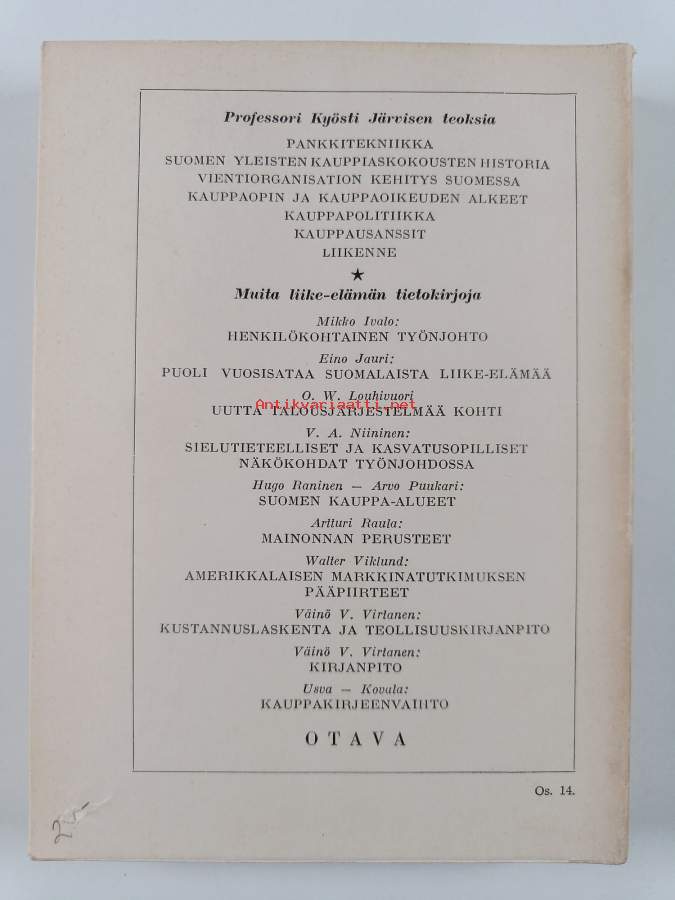 Professori Kyösti Järvisen teoksia
PANKKITEKNIIKKA
SUOMEN YLEISTEN KAUPPIASKOKOUSTEN HISTORIA
VIENTIORGANISATION KEHITYS SUOMESSA
KAUPPAOPIN JA KAUPPAOIKEUDEN ALKEET
KAUPPAPOLITIIKKA
KAUPPAUSANSSIT
LIIKENNE
★
Muita liike-elämän tietokirjoja
Mikko Ivalo:
HENKILÖKOHTAINEN TYÖNJOHTO
Eino Jauri:
PUOLI VUOSISATAA SUOMALAISTA LIIKE-ELÄMÄÄ
O. W. Louhivuori
Antikvariaatti.net
UUTTA TALOUSJÄRJESTELMÄÄ KOHTI
V. A. Niininen:
SIELUTIETEELLISET JA KASVATUSOPILLISET
NÄKÖKOHDAT TYÖNJOHDOSSA
Hugo Raninen — Arvo Puukari:
SUOMEN KAUPPA-ALUEET
Artturi Raula:
MAINONNAN PERUSTEET
Walter Viklund:
AMERIKKALAISEN MARKKINATUTKIMUKSEN
PÄÄPIIRTEET
Väinö V. Virtanen:
KUSTANNUSLASKENTA JA TEOLLISUUSKIRJANPITO
Väinö V. Virtanen:
KIRJANPITO
Usva — Kovala:
KAUPPAKIRJEENVAIHTO
OTAVA
Os. 14.